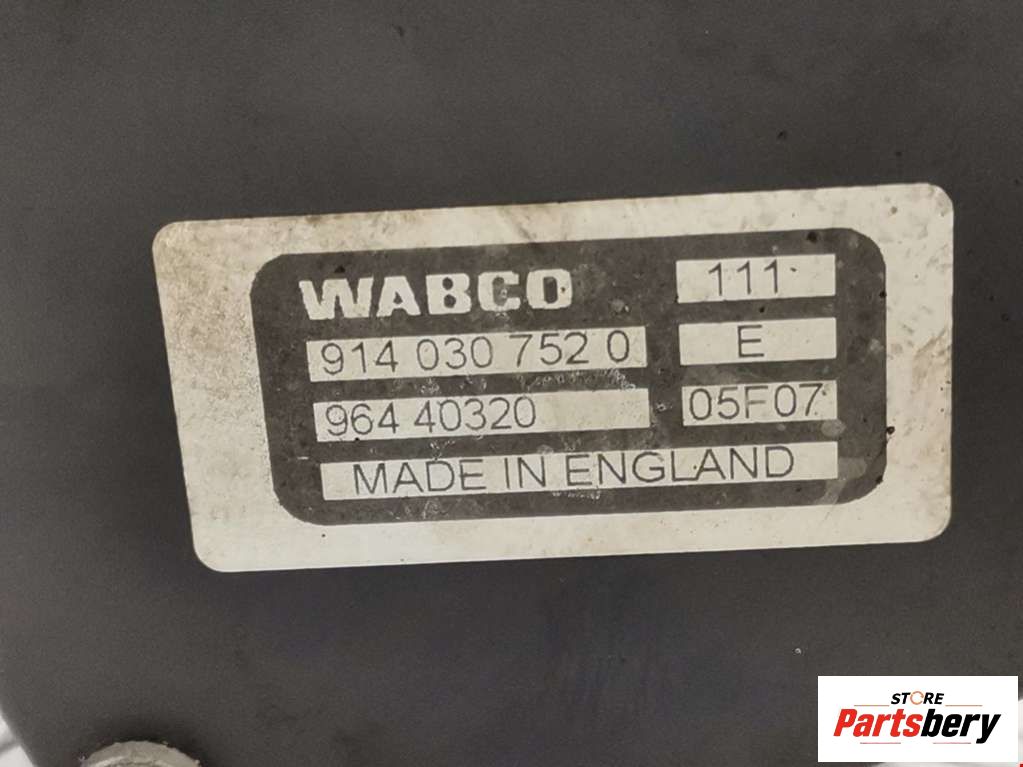 WABCO 111
914 030 752 0 E
964 40320 05F07
MADE IN ENGLAND
STORE
Partsbery